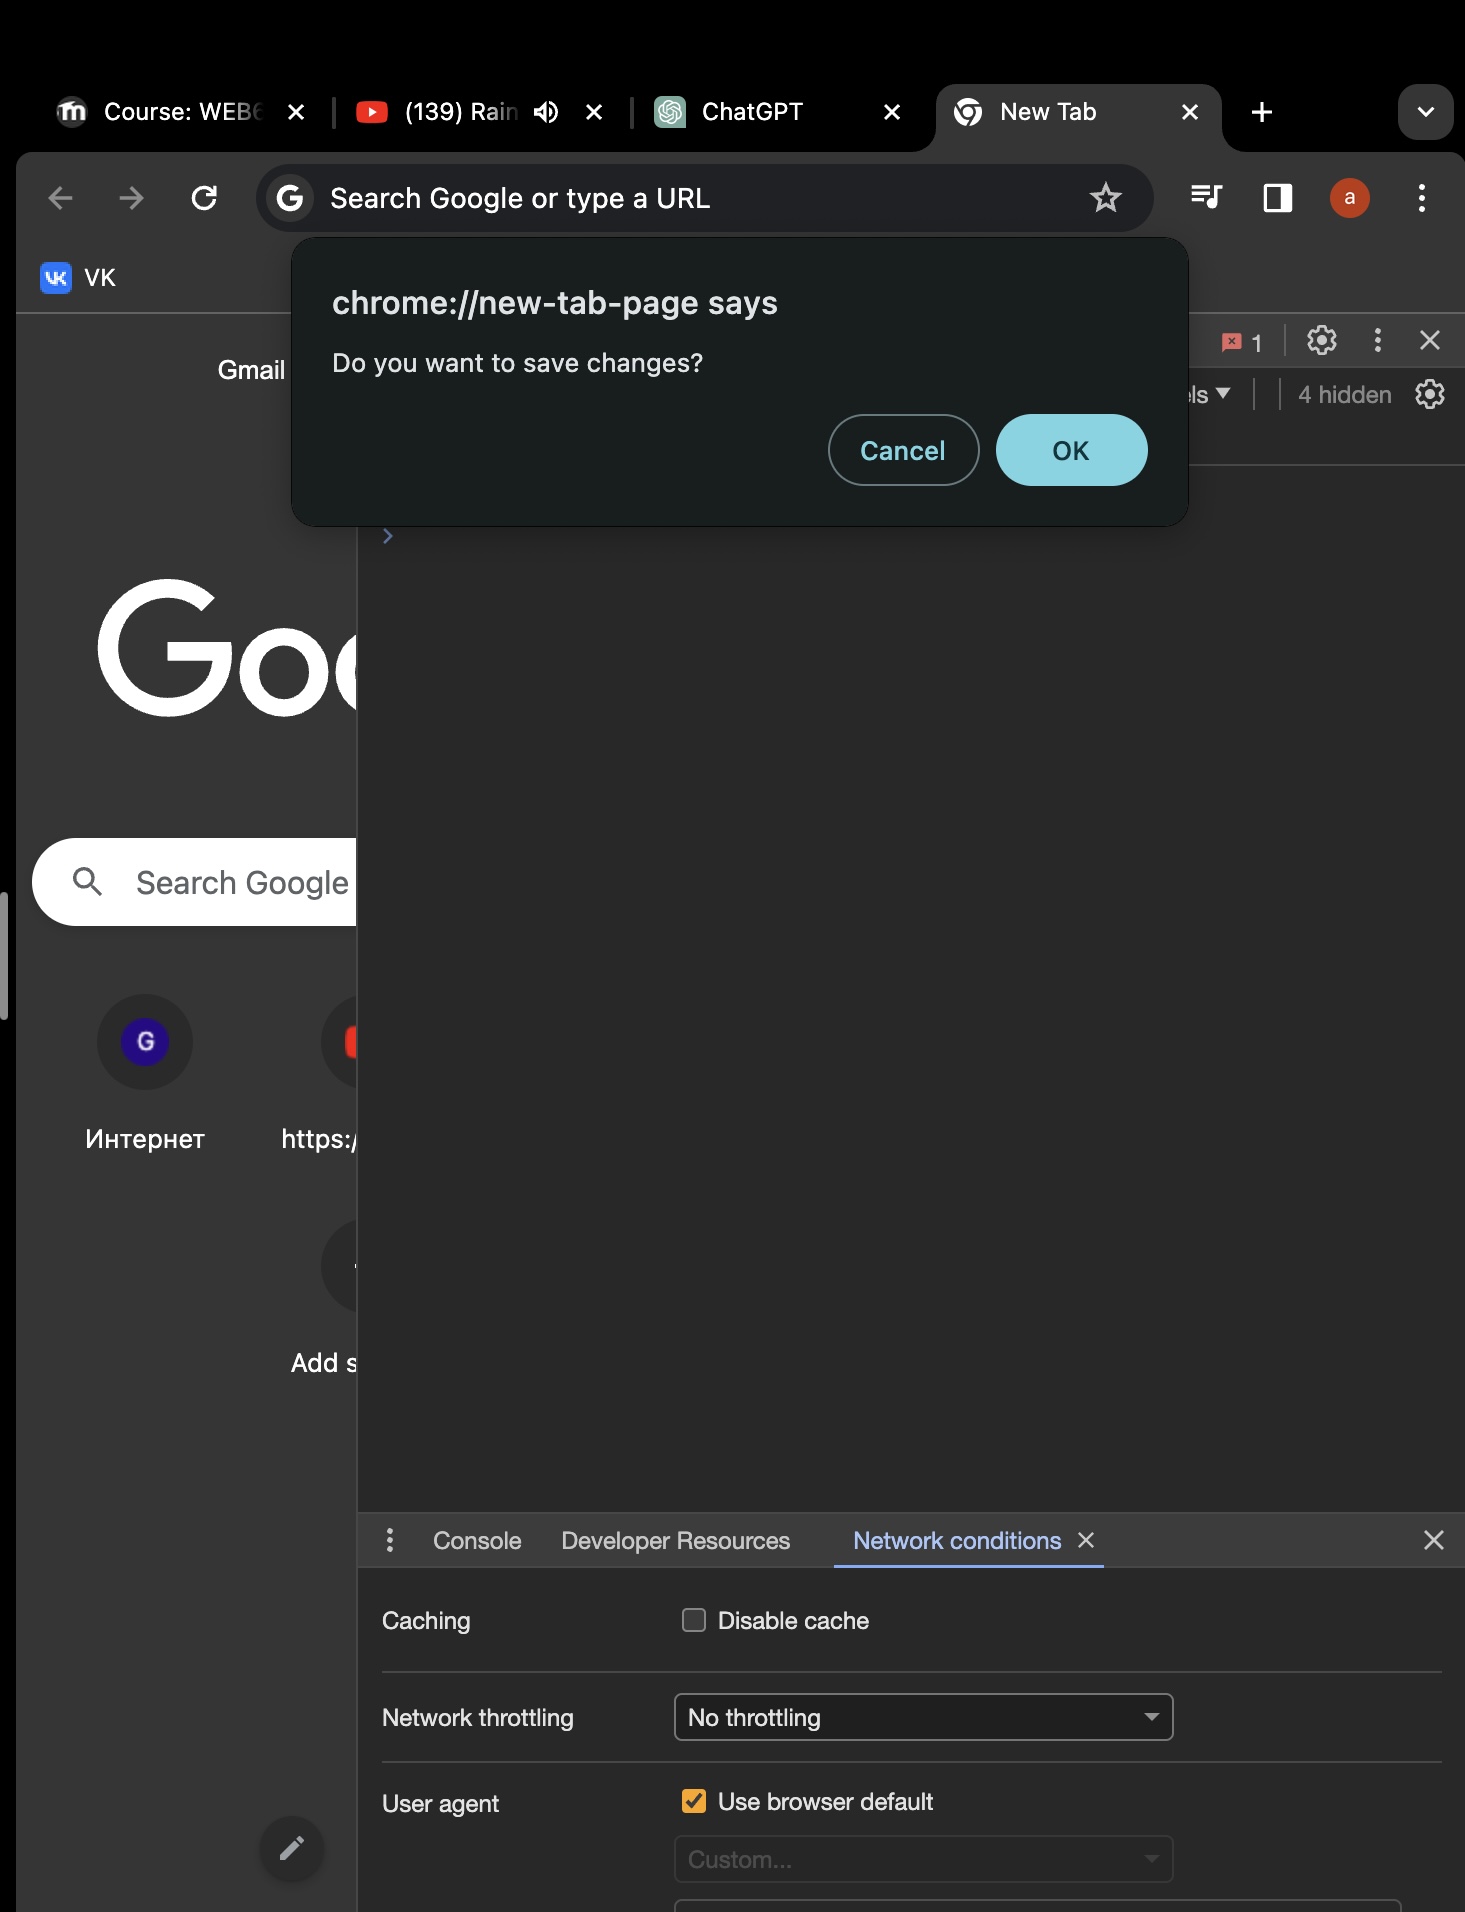 Course: WEB
(139) Rain
ChatGPT
New Tab
Search Google or type a URL
a
VK
chrome://new-tab-page says
Do you want to save changes?
Cancel
OK
1
Gmail
els
4 hidden
Goo
Search Google
G
Интернет
https:/
Add s
Console
Developer Resources
Network conditions
Caching
Disable cache
Network throttling
No throttling
User agent
Use browser default
Custom...